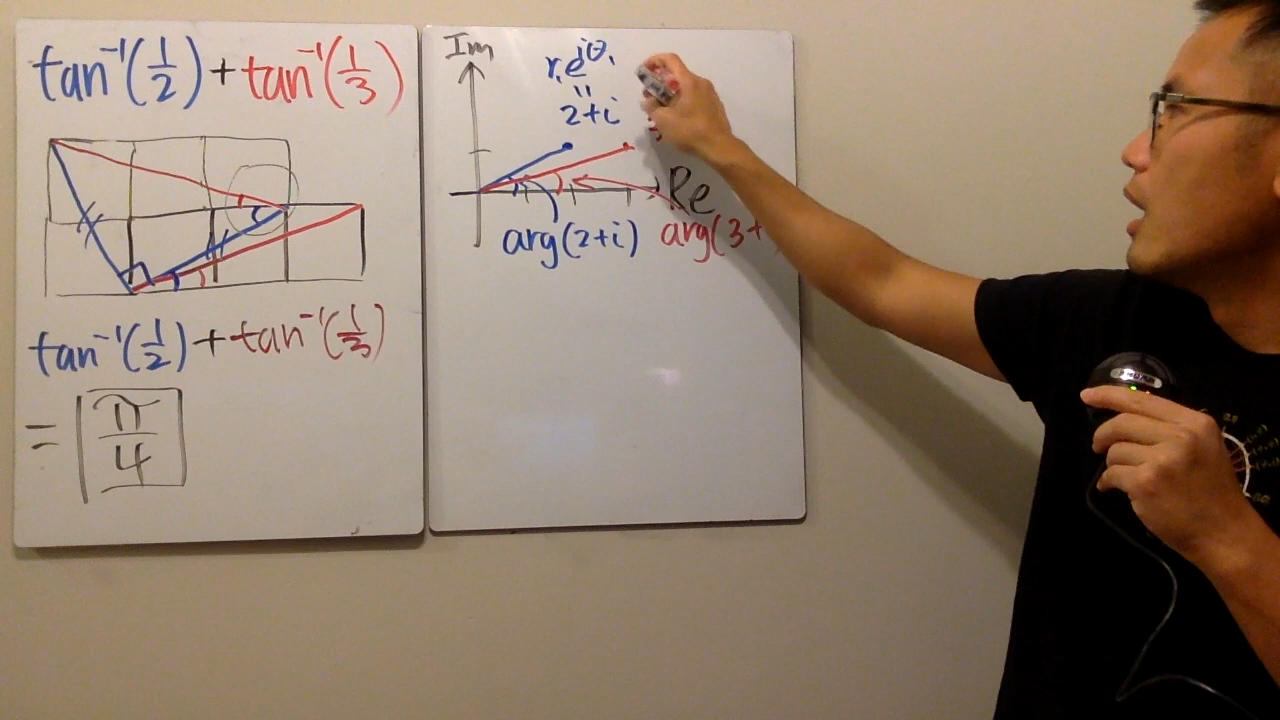 tan⁻¹(1/2) + tan⁻¹(1/3)
tan⁻¹(1/2) + tan⁻¹(1/3)
= π/4
Im
r₁e^(iθ₁)
=
2+i
Re
arg(2+i) arg(3+